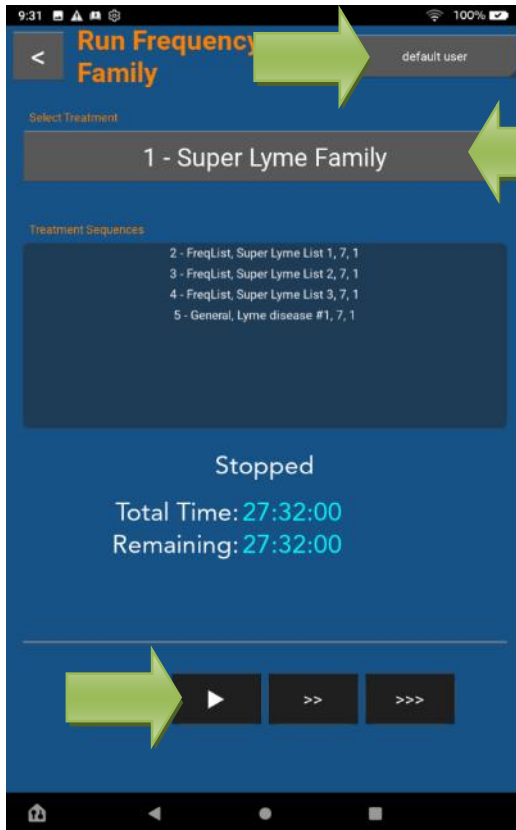 9:31
100%
<
Run Frequency
Family
default user
Select Treatment
1 - Super Lyme Family
Treatment Sequences
2 - FreqList, Super Lyme List 1, 7, 1
3 - FreqList, Super Lyme List 2, 7, 1
4 - FreqList, Super Lyme List 3, 7, 1
5 - General, Lyme disease #1, 7, 1
Stopped
Total Time: 27:32:00
Remaining: 27:32:00
>>
>>>